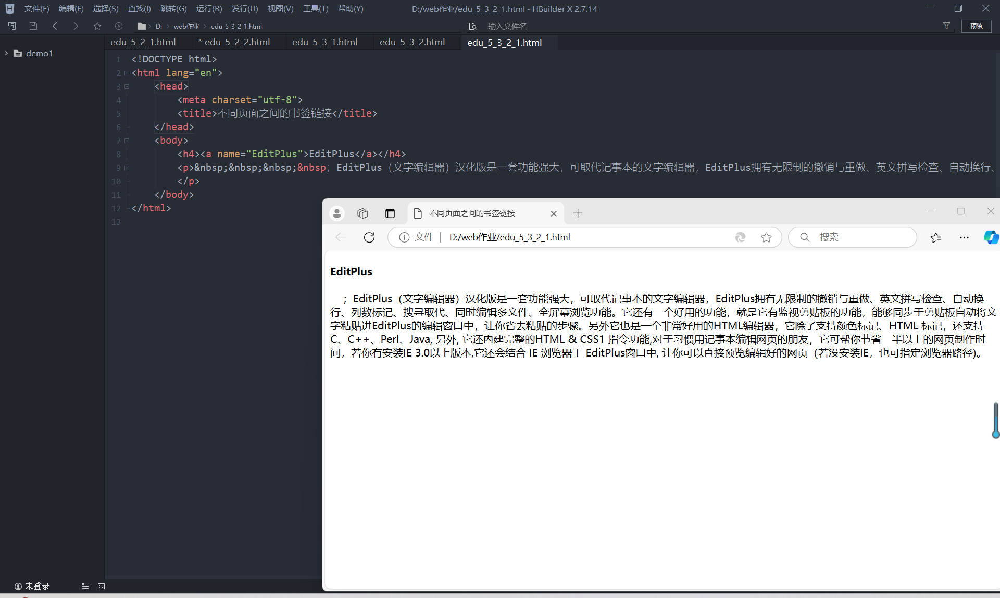 文件(F) 编辑(E) 选择(S) 查找(I) 跳转(G) 运行(R) 发行(U) 视图(V) 工具(T) 帮助(Y) D:/web作业/edu_5_3_2_1.html - HBuilder X 2.7.14
D: web作业 edu_5_3_2_1.html 输入文件名 预览
edu_5_2_1.html * edu_5_2_2.html edu_5_3_1.html edu_5_3_2.html edu_5_3_2_1.html
demo1
1 <!DOCTYPE html>
2 <html lang="en">
3 <head>
4 <meta charset="utf-8">
5 <title>不同页面之间的书签链接</title>
6 </head>
7 <body>
8 <h4><a name="EditPlus">EditPlus</a></h4>
9 <p>&nbsp;&nbsp;&nbsp;&nbsp；EditPlus（文字编辑器）汉化版是一套功能强大，可取代记事本的文字编辑器，EditPlus拥有无限制的撤销与重做、英文拼写检查、自动换行、
10 </p>
11 </body>
12 </html>
13
不同页面之间的书签链接
文件 D:/web作业/edu_5_3_2_1.html 搜索
EditPlus
；EditPlus（文字编辑器）汉化版是一套功能强大，可取代记事本的文字编辑器，EditPlus拥有无限制的撤销与重做、英文拼写检查、自动换
行、列数标记、搜寻取代、同时编辑多文件、全屏幕浏览功能。它还有一个好用的功能，就是它有监视剪贴板的功能，能够同步于剪贴板自动将文
字粘贴进EditPlus的编辑窗口中，让你省去粘贴的步骤。另外它也是一个非常好用的HTML编辑器，它除了支持颜色标记、HTML 标记，还支持
C、C++、Perl、Java, 另外, 它还内建完整的HTML & CSS1 指令功能,对于习惯用记事本编辑网页的朋友，它可帮你节省一半以上的网页制作时
间，若你有安装IE 3.0以上版本,它还会结合 IE 浏览器于 EditPlus窗口中, 让你可以直接预览编辑好的网页（若没安装IE，也可指定浏览器路径)。
未登录